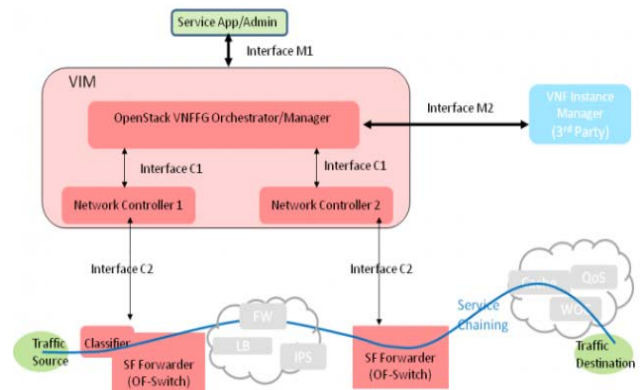 Service App/Admin
Interface M1
VIM
OpenStack VNFFG Orchestrator/Manager
Interface M2
VNF Instance
Manager
(3rd Party)
Interface C1
Interface C1
Network Controller 1
Network Controller 2
Interface C2
Interface C2
Traffic
Source
Classifier
SF Forwarder
(OF-Switch)
FW
LB
IPS
SF Forwarder
(OF-Switch)
Service
Chaining
Cache
QoS
WOC
Traffic
Destination